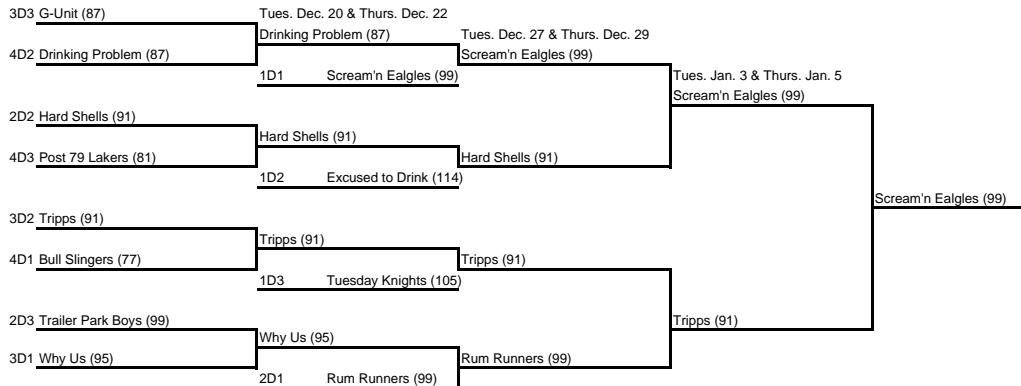 3D3 G-Unit (87)
Tues. Dec. 20 & Thurs. Dec. 22
Drinking Problem (87)
Tues. Dec. 27 & Thurs. Dec. 29
4D2 Drinking Problem (87)
Scream'n Ealgles (99)
1D1 Scream'n Ealgles (99)
Tues. Jan. 3 & Thurs. Jan. 5
Scream'n Ealgles (99)
2D2 Hard Shells (91)
Hard Shells (91)
4D3 Post 79 Lakers (81)
Hard Shells (91)
1D2 Excused to Drink (114)
Scream'n Ealgles (99)
3D2 Tripps (91)
Tripps (91)
4D1 Bull Slingers (77)
Tripps (91)
1D3 Tuesday Knights (105)
2D3 Trailer Park Boys (99)
Tripps (91)
Why Us (95)
3D1 Why Us (95)
Rum Runners (99)
2D1 Rum Runners (99)